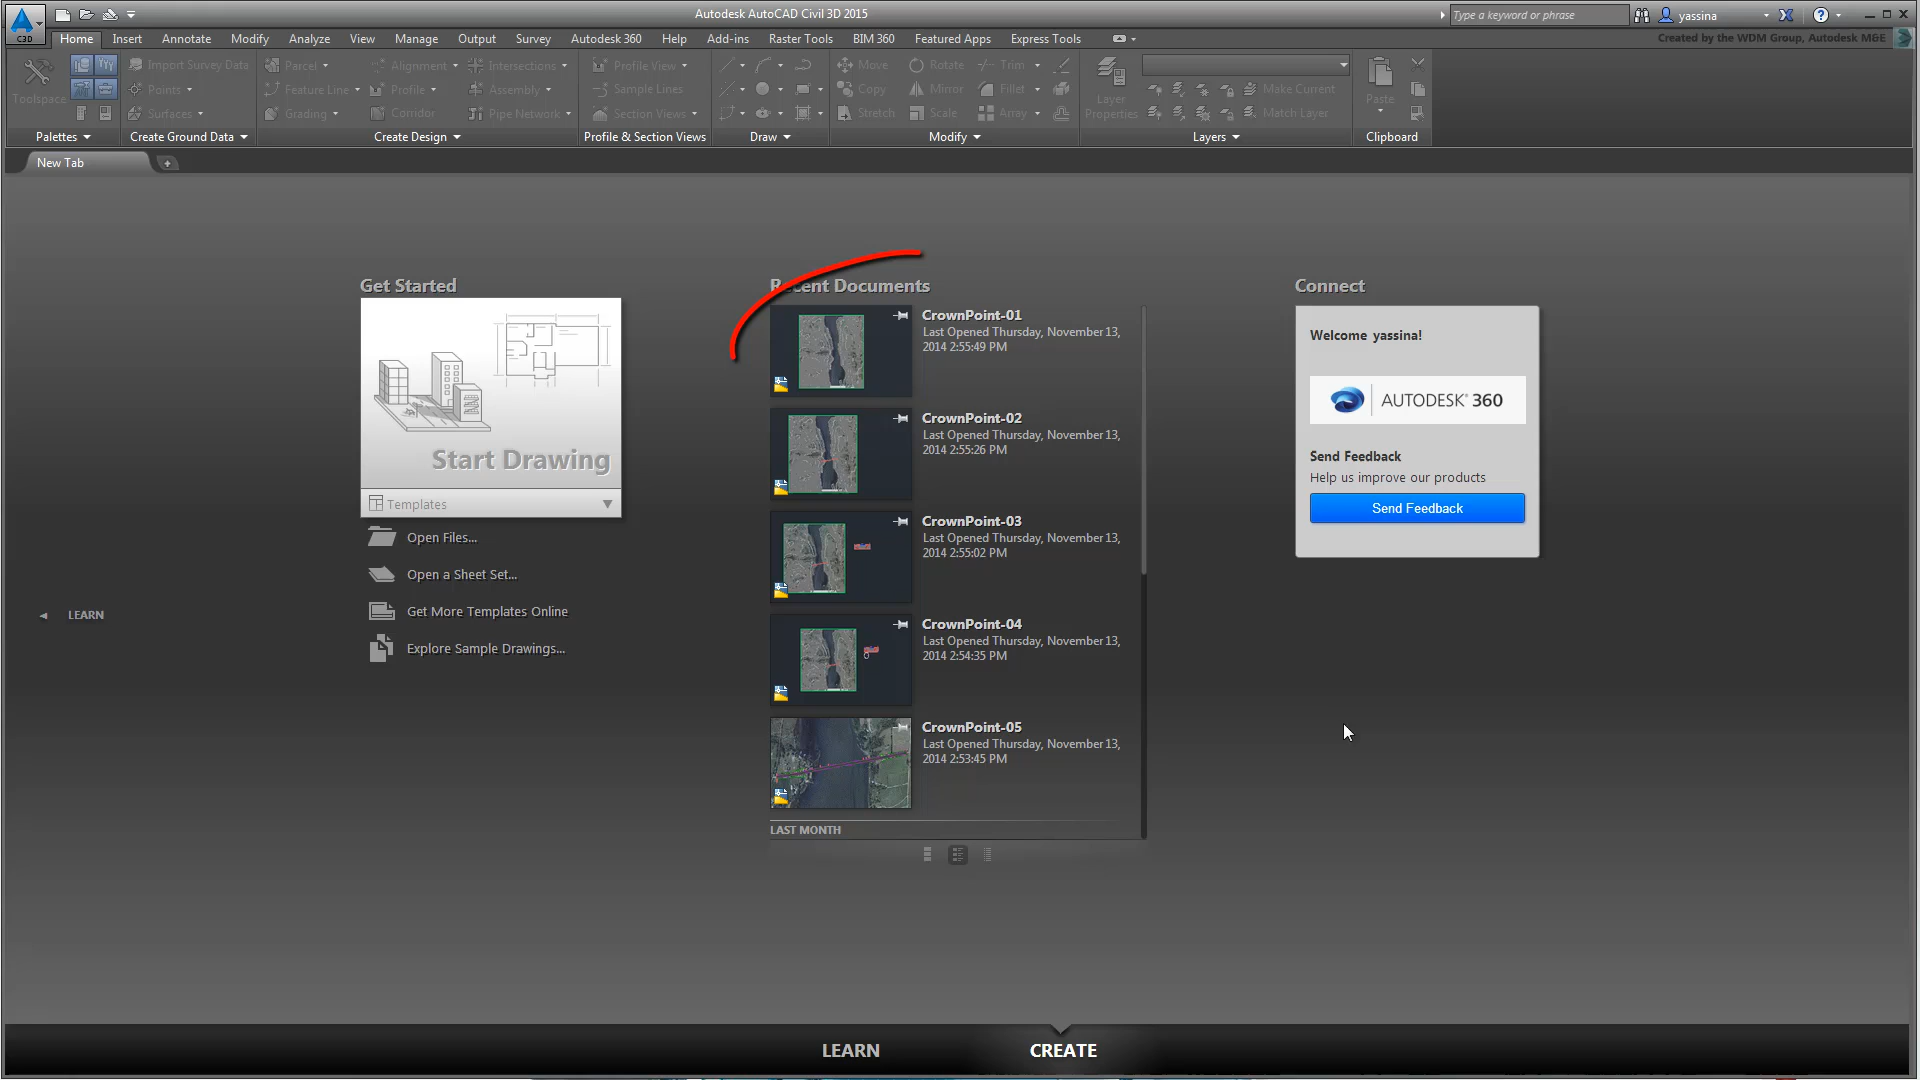 Autodesk AutoCAD Civil 3D 2015
Type a keyword or phrase
yassina
C3D
Home Insert Annotate Modify Analyze View Manage Output Survey Autodesk 360 Help Add-ins Raster Tools BIM 360 Featured Apps Express Tools
Created by the WDM Group, Autodesk M&E
Toolspace
Import Survey Data
Points
Surfaces
Parcel
Feature Line
Grading
Alignment
Profile
Corridor
Intersections
Assembly
Pipe Network
Profile View
Sample Lines
Section Views
Move
Copy
Stretch
Rotate
Mirror
Scale
Trim
Fillet
Array
Layer
Properties
Make Current
Match Layer
Paste
Palettes
Create Ground Data
Create Design
Profile & Section Views
Draw
Modify
Layers
Clipboard
New Tab
Get Started
Start Drawing
Templates
Open Files...
Open a Sheet Set...
Get More Templates Online
Explore Sample Drawings...
LEARN
Recent Documents
CrownPoint-01
Last Opened Thursday, November 13,
2014 2:55:49 PM
CrownPoint-02
Last Opened Thursday, November 13,
2014 2:55:26 PM
CrownPoint-03
Last Opened Thursday, November 13,
2014 2:55:02 PM
CrownPoint-04
Last Opened Thursday, November 13,
2014 2:54:35 PM
CrownPoint-05
Last Opened Thursday, November 13,
2014 2:53:45 PM
LAST MONTH
Connect
Welcome yassina!
AUTODESK® 360
Send Feedback
Help us improve our products
Send Feedback
LEARN
CREATE